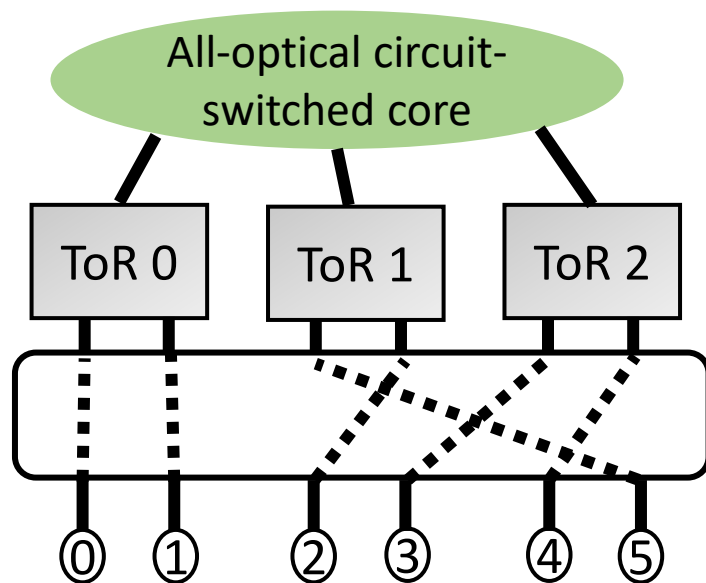 All-optical circuit-
switched core
ToR 0
ToR 1
ToR 2
0
1
2
3
4
5